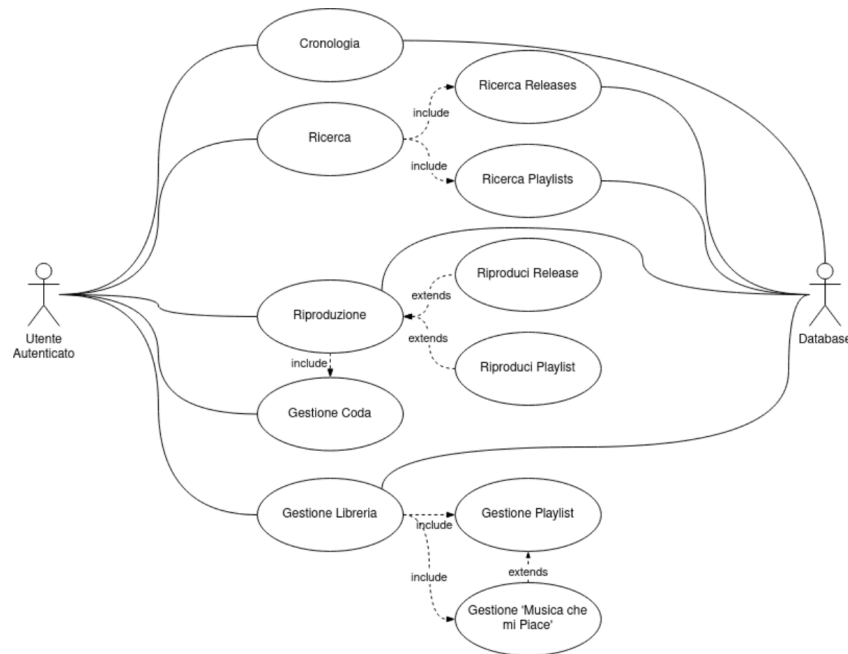 Cronologia
Ricerca Releases
include
Ricerca
include
Ricerca Playlists
Riproduci Release
extends
Riproduzione
extends
Riproduci Playlist
include
Gestione Coda
Utente
Autenticato
Database
Gestione Libreria
include
Gestione Playlist
include
extends
Gestione 'Musica che
mi Piace'